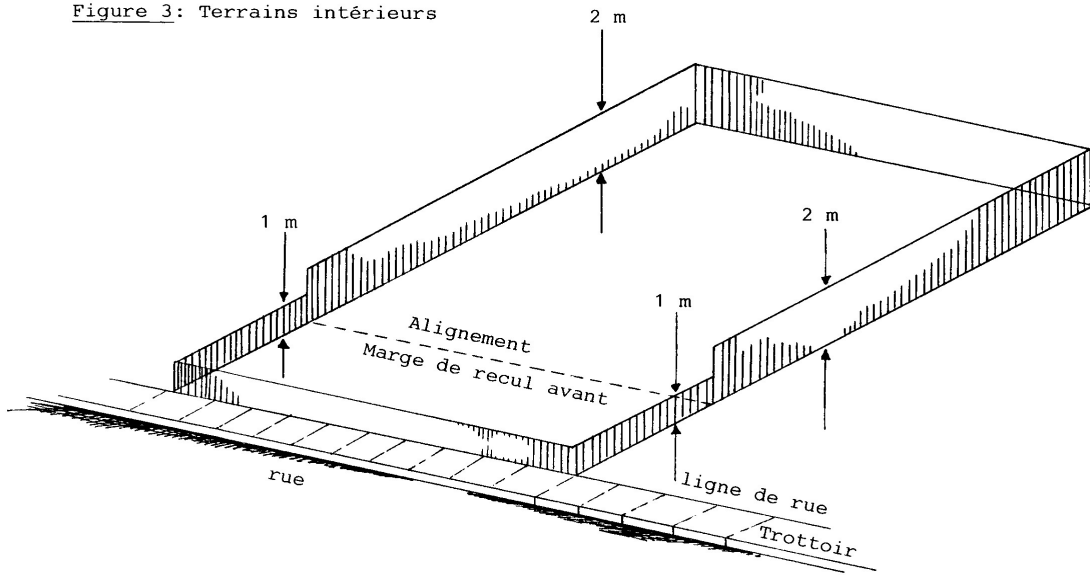 Figure 3: Terrains intérieurs
2 m
1 m
2 m
1 m
Alignement
Marge de recul avant
rue
ligne de rue
Trottoir